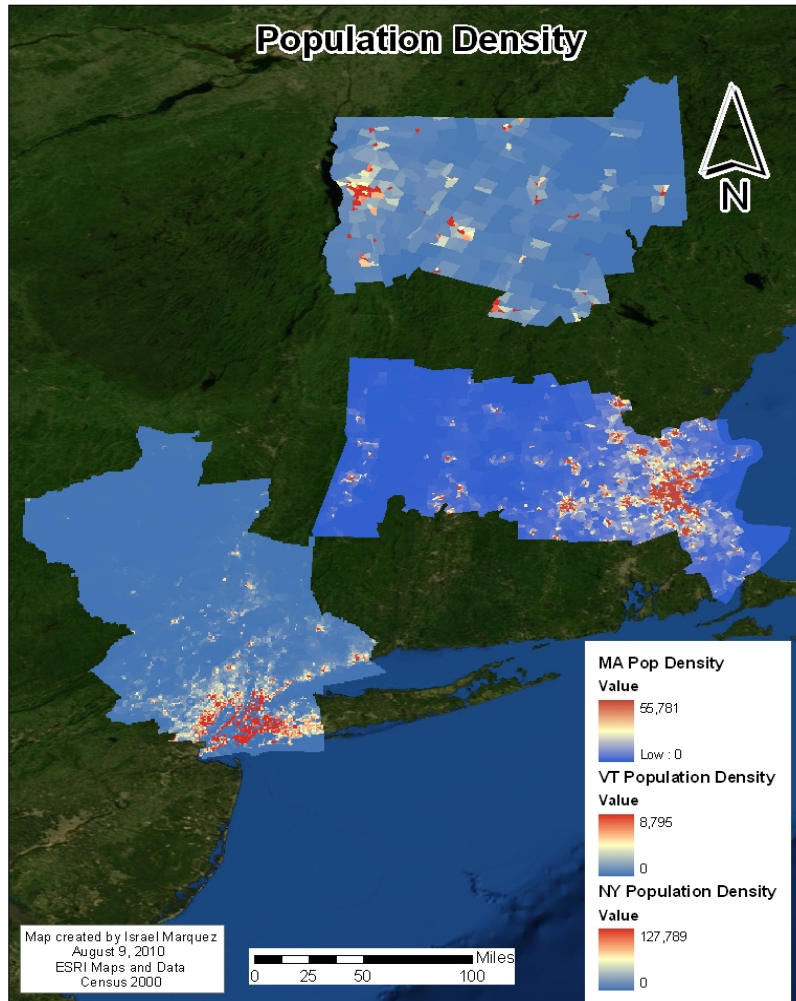 Population Density
N
MA Pop Density
Value
55,781
Low : 0
VT Population Density
Value
8,795
0
NY Population Density
Value
127,789
0
Map created by Israel Marquez
August 9, 2010
ESRI Maps and Data
Census 2000
Miles
0 25 50 100